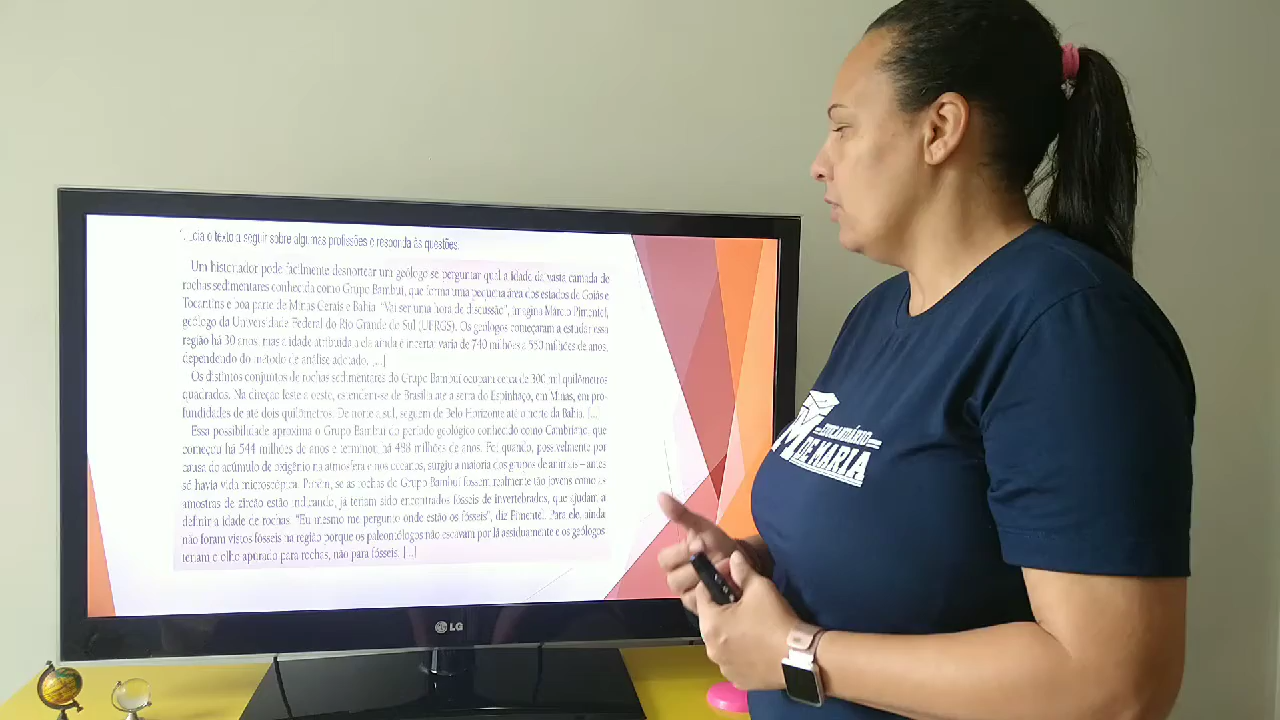 Leia o texto a seguir sobre algumas profissões e responda às questões.
Um historiador pode facilmente desnortear um geólogo se perguntar qual a idade da vasta camada de
rochas sedimentares conhecida como Grupo Bambuí, que forma uma pequena área dos estados de Goiás e
Tocantins e boa parte de Minas Gerais e Bahia. "Vai ser uma hora de discussão", imagina Márcio Pimentel,
geólogo da Universidade Federal do Rio Grande do Sul (UFRGS). Os geólogos começaram a estudar essa
região há 30 anos, mas a idade atribuída a ela ainda é incerta: varia de 740 milhões a 550 milhões de anos,
dependendo do método de análise adotado. [...]
Os distintos conjuntos de rochas sedimentares do Grupo Bambuí ocupam cerca de 300 mil quilômetros
quadrados. Na direção leste a oeste, estendem-se de Brasília até a serra do Espinhaço, em Minas, em pro-
fundidades de até dois quilômetros. De norte a sul, seguem de Belo Horizonte até o norte da Bahia. [...]
Essa possibilidade aproxima o Grupo Bambuí do período geológico conhecido como Cambriano, que
começou há 544 milhões de anos e terminou há 488 milhões de anos. Foi quando, possivelmente por
causa do acúmulo de oxigênio na atmosfera e nos oceanos, surgiu a maioria dos grupos de animais – antes
só havia vida microscópica. Porém, se as rochas do Grupo Bambuí fossem realmente tão jovens como as
amostras de zircão estão indicando, já teriam sido encontrados fósseis de invertebrados, que ajudam a
definir a idade de rochas. "Eu mesmo me pergunto onde estão os fósseis", diz Pimentel. Para ele, ainda
não foram vistos fósseis na região porque os paleontólogos não escavam por lá assiduamente e os geólogos
teriam o olho apurado para rochas, não para fósseis. [...]
LG
DE MARIA